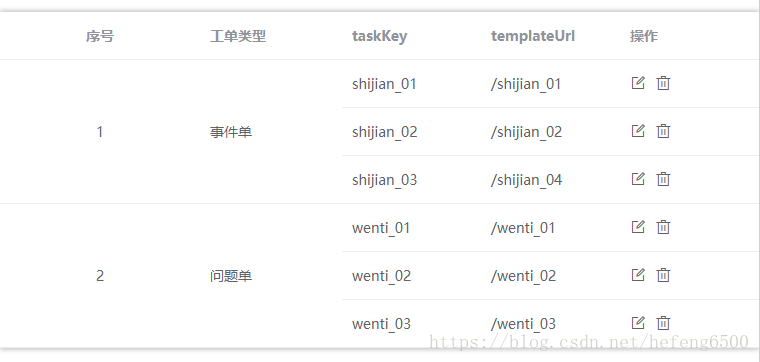 序号 工单类型 taskKey templateUrl 操作
shijian_01 /shijian_01
1 事件单 shijian_02 /shijian_02
shijian_03 /shijian_04
wenti_01 /wenti_01
2 问题单 wenti_02 /wenti_02
wenti_03 /wenti_03
https://blog.csdn.net/hefeng6500